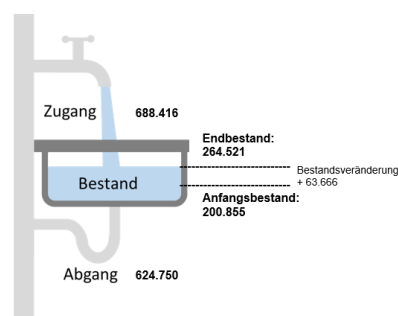 Zugang 688.416
Endbestand:
264.521
Bestandsveränderung
+ 63.666
Bestand
Anfangsbestand:
200.855
Abgang 624.750